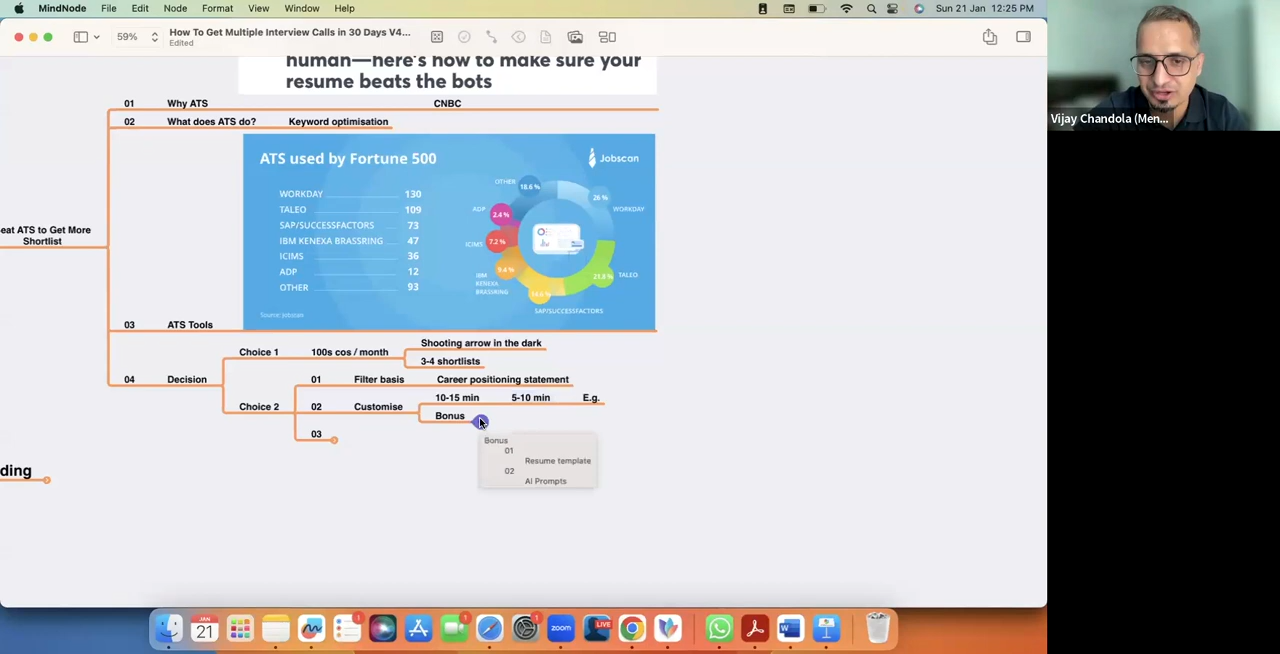 MindNode File Edit Node Format View Window Help Sun 21 Jan 12:25 PM
59% How To Get Multiple Interview Calls in 30 Days V4...
Edited
human—here's how to make sure your
resume beats the bots
01 Why ATS CNBC
02 What does ATS do? Keyword optimisation
ATS used by Fortune 500 Jobscan
WORKDAY 130
TALEO 109
SAP/SUCCESSFACTORS 73
IBM KENEXA BRASSRING 47
ICIMS 36
ADP 12
OTHER 93
Source: Jobscan
OTHER 18.6 %
26 % WORKDAY
ADP 2.4 %
ICIMS 7.2 %
IBM KENEXA BRASSRING 9.4 %
21.8 % TALEO
SAP/SUCCESSFACTORS
eat ATS to Get More
Shortlist
03 ATS Tools
04 Decision
Choice 1 100s cos / month
Shooting arrow in the dark
3-4 shortlists
Choice 2
01 Filter basis Career positioning statement
02 Customise
10-15 min 5-10 min E.g.
Bonus
03
Bonus
01
Resume template
02
AI Prompts
ding
Vijay Chandola (Men...
JAN
21
1
1
1
zoom
LIVE